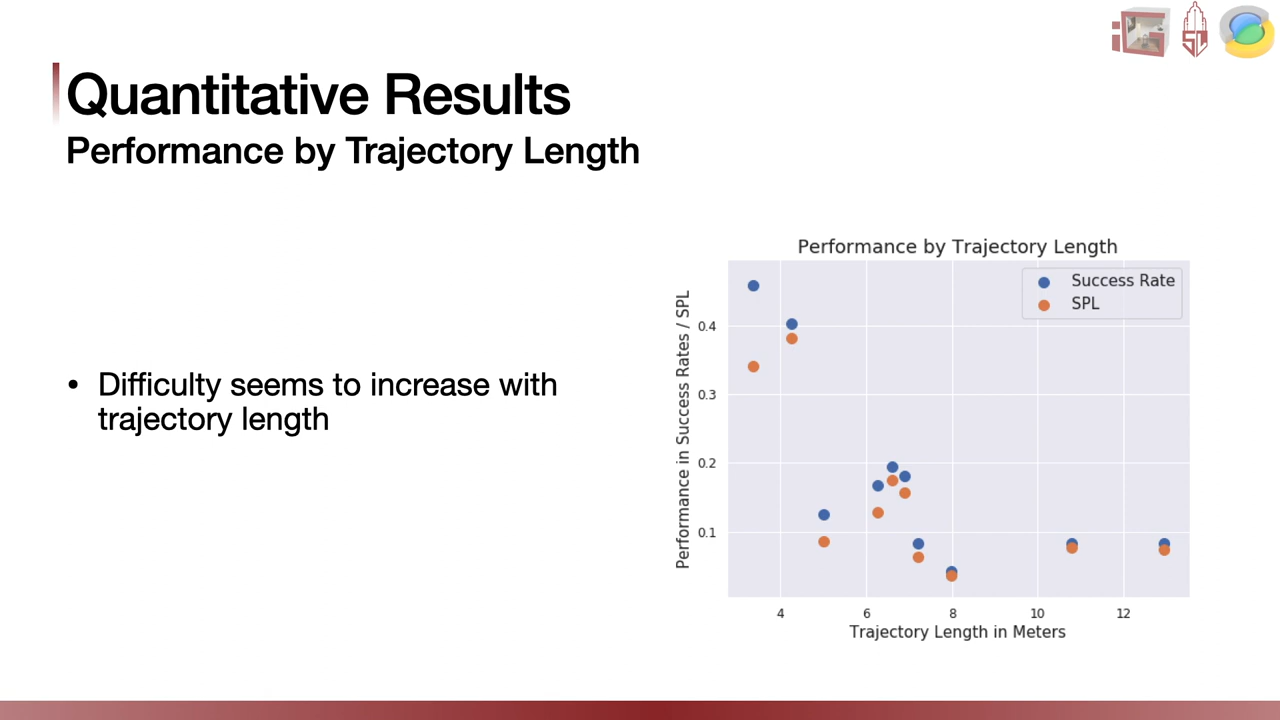 Quantitative Results
Performance by Trajectory Length
• Difficulty seems to increase with
trajectory length
Performance by Trajectory Length
Success Rate
SPL
Performance in Success Rates / SPL
0.4
0.3
0.2
0.1
4 6 8 10 12
Trajectory Length in Meters